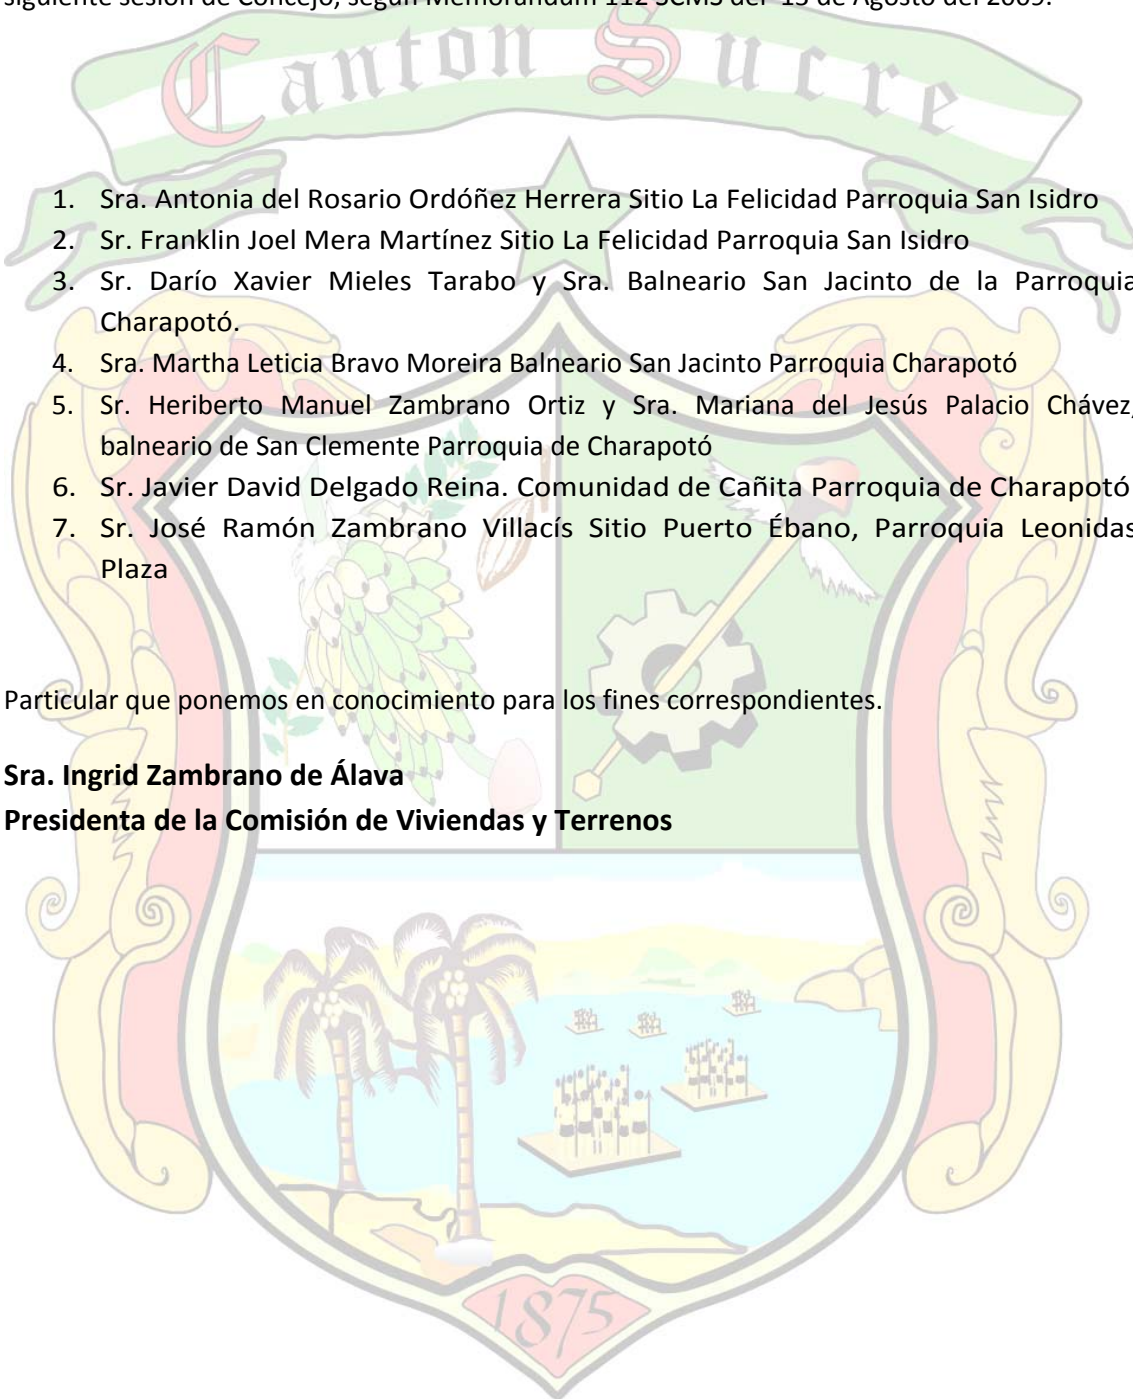 siguiente sesión de Concejo, según Memorándum 112 SCMS del 13 de Agosto del 2009.
Canton Sucre
1. Sra. Antonia del Rosario Ordóñez Herrera Sitio La Felicidad Parroquia San Isidro
2. Sr. Franklin Joel Mera Martínez Sitio La Felicidad Parroquia San Isidro
3. Sr. Darío Xavier Mieles Tarabo y Sra. Balneario San Jacinto de la Parroquia
Charapotó.
4. Sra. Martha Leticia Bravo Moreira Balneario San Jacinto Parroquia Charapotó
5. Sr. Heriberto Manuel Zambrano Ortiz y Sra. Mariana del Jesús Palacio Chávez,
balneario de San Clemente Parroquia de Charapotó
6. Sr. Javier David Delgado Reina. Comunidad de Cañita Parroquia de Charapotó
7. Sr. José Ramón Zambrano Villacís Sitio Puerto Ébano, Parroquia Leonidas
Plaza
Particular que ponemos en conocimiento para los fines correspondientes.
Sra. Ingrid Zambrano de Álava
Presidenta de la Comisión de Viviendas y Terrenos
1875